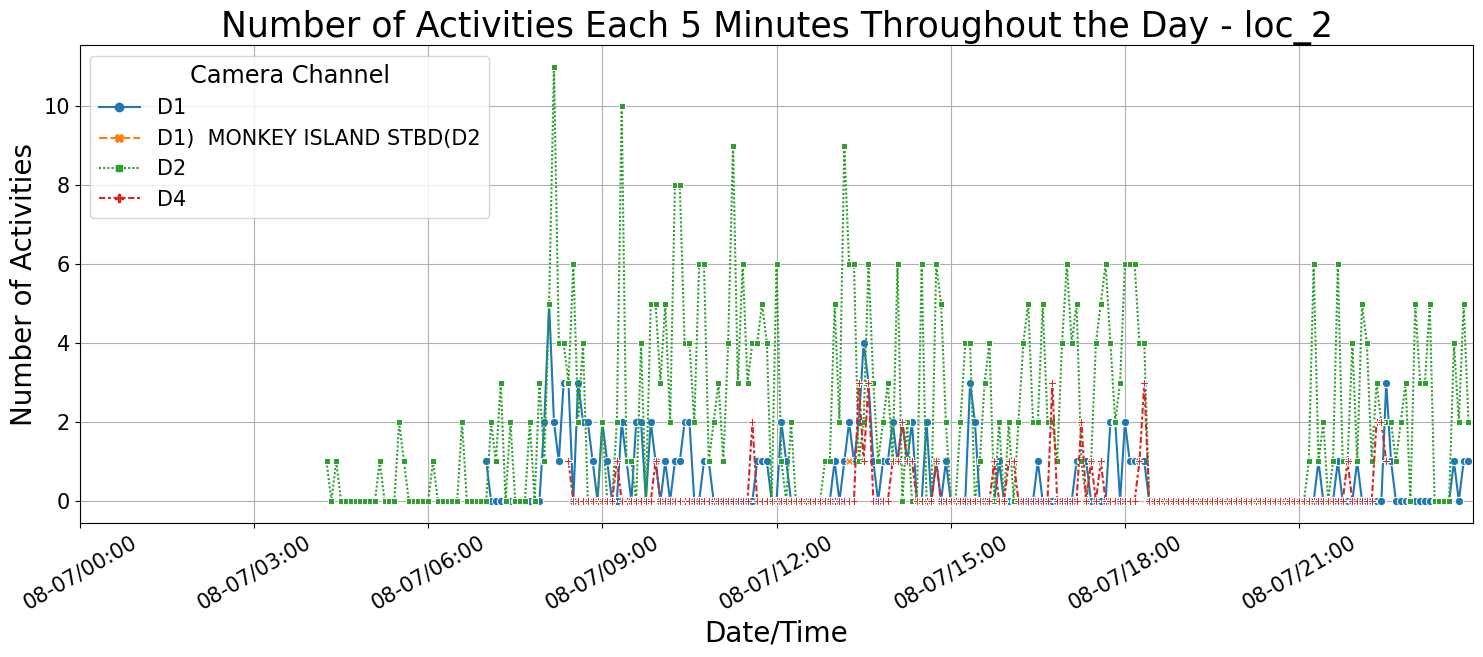 Number of Activities Each 5 Minutes Throughout the Day - loc_2
Number of Activities
10
8
6
4
2
0
Camera Channel
D1
D1)  MONKEY ISLAND STBD(D2
D2
D4
08-07/00:00
08-07/03:00
08-07/06:00
08-07/09:00
08-07/12:00
08-07/15:00
08-07/18:00
08-07/21:00
Date/Time